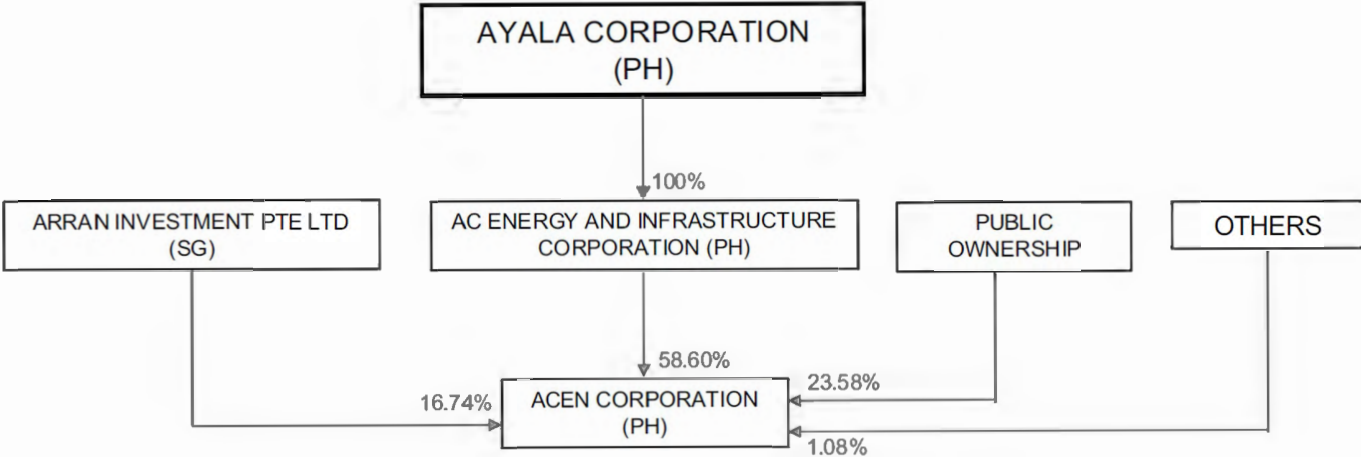 AYALA CORPORATION
(PH)
100%
ARRAN INVESTMENT PTE LTD
(SG)
AC ENERGY AND INFRASTRUCTURE
CORPORATION (PH)
PUBLIC
OWNERSHIP
OTHERS
58.60%
16.74%
ACEN CORPORATION
(PH)
23.58%
1.08%